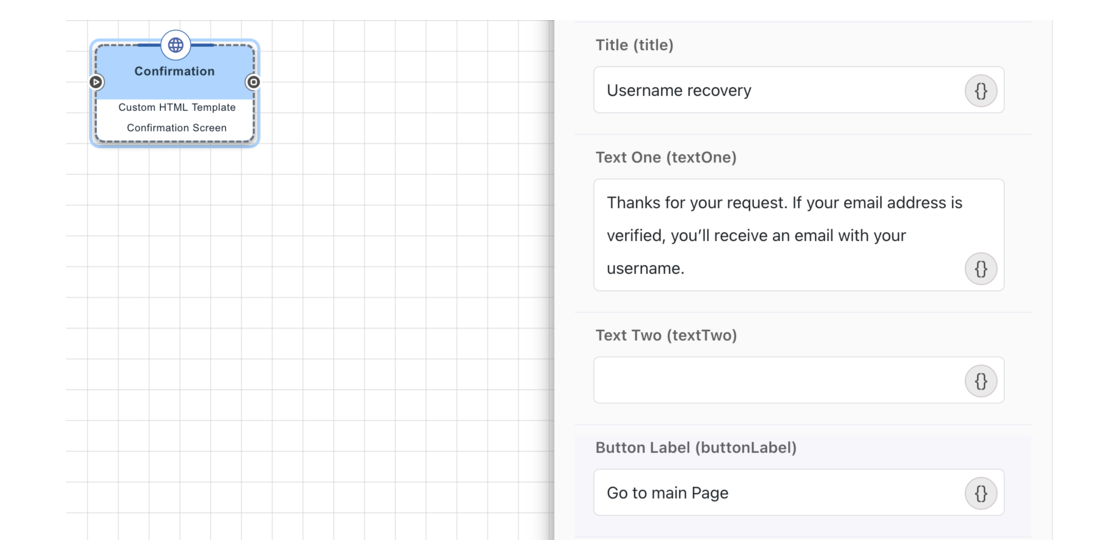 Confirmation
Custom HTML Template
Confirmation Screen
Title (title)
Username recovery
{}
Text One (textOne)
Thanks for your request. If your email address is
verified, you’ll receive an email with your
username.
{}
Text Two (textTwo)
{}
Button Label (buttonLabel)
Go to main Page
{}